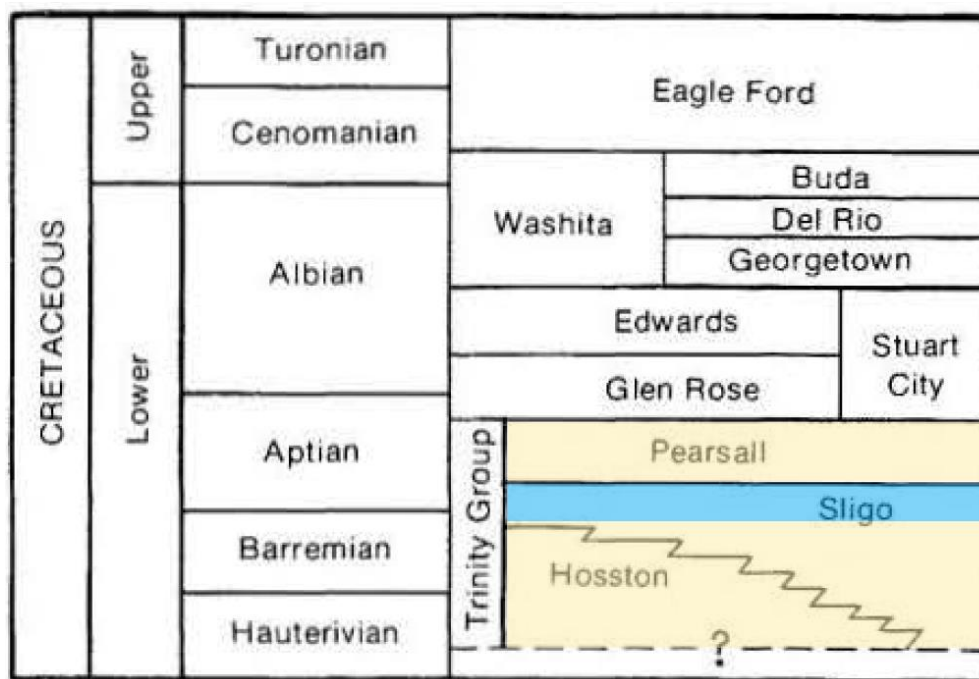 CRETACEOUS
Upper
Lower
Turonian
Cenomanian
Albian
Aptian
Barremian
Hauterivian
Eagle Ford
Washita
Buda
Del Rio
Georgetown
Edwards
Glen Rose
Stuart
City
Trinity Group
Pearsall
Sligo
Hosston
?